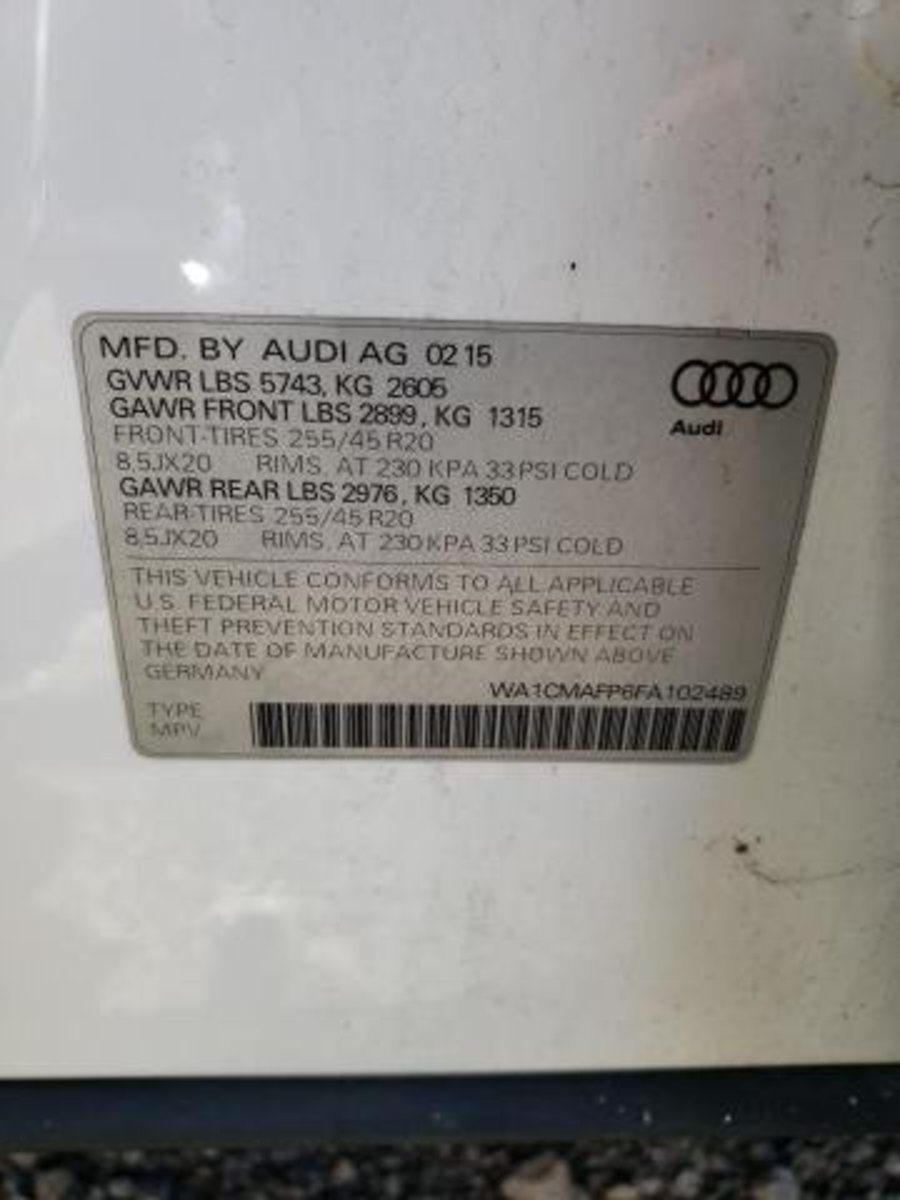 MFD. BY AUDI AG 02 15
GVWR LBS 5743, KG 2605
GAWR FRONT LBS 2899, KG 1315
FRONT-TIRES 255/45 R20
8,5JX20 RIMS, AT 230 KPA 33 PSI COLD
GAWR REAR LBS 2976, KG 1350
REAR-TIRES 255/45 R20
8,5JX20 RIMS, AT 230 KPA 33 PSI COLD
Audi
THIS VEHICLE CONFORMS TO ALL APPLICABLE
U.S. FEDERAL MOTOR VEHICLE SAFETY AND
THEFT PREVENTION STANDARDS IN EFFECT ON
THE DATE OF MANUFACTURE SHOWN ABOVE
GERMANY
WA1CMAFP6FA102489
TYPE
MPV